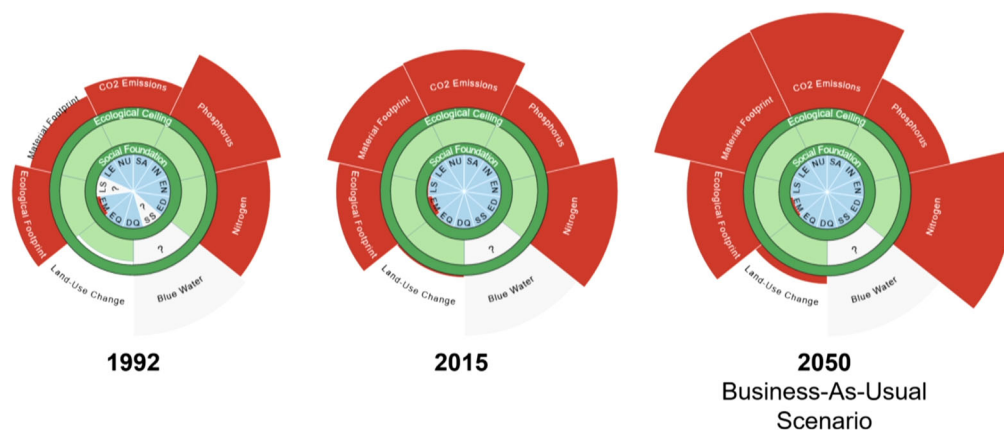 CO2 Emissions
Phosphorus
Nitrogen
Blue Water
Land-Use Change
Ecological Footprint
Material Footprint
Ecological Ceiling
Social Foundation
NU
SA
IN
EN
ED
SS
DQ
EQ
EM
LS
LE
?
?
?
1992
CO2 Emissions
Phosphorus
Nitrogen
Blue Water
Land-Use Change
Ecological Footprint
Material Footprint
Ecological Ceiling
Social Foundation
NU
SA
IN
EN
ED
SS
DQ
EQ
EM
LS
LE
?
2015
CO2 Emissions
Phosphorus
Nitrogen
Blue Water
Land-Use Change
Ecological Footprint
Material Footprint
Ecological Ceiling
Social Foundation
NU
SA
IN
EN
ED
SS
DQ
EQ
EM
LS
LE
?
2050
Business-As-Usual
Scenario